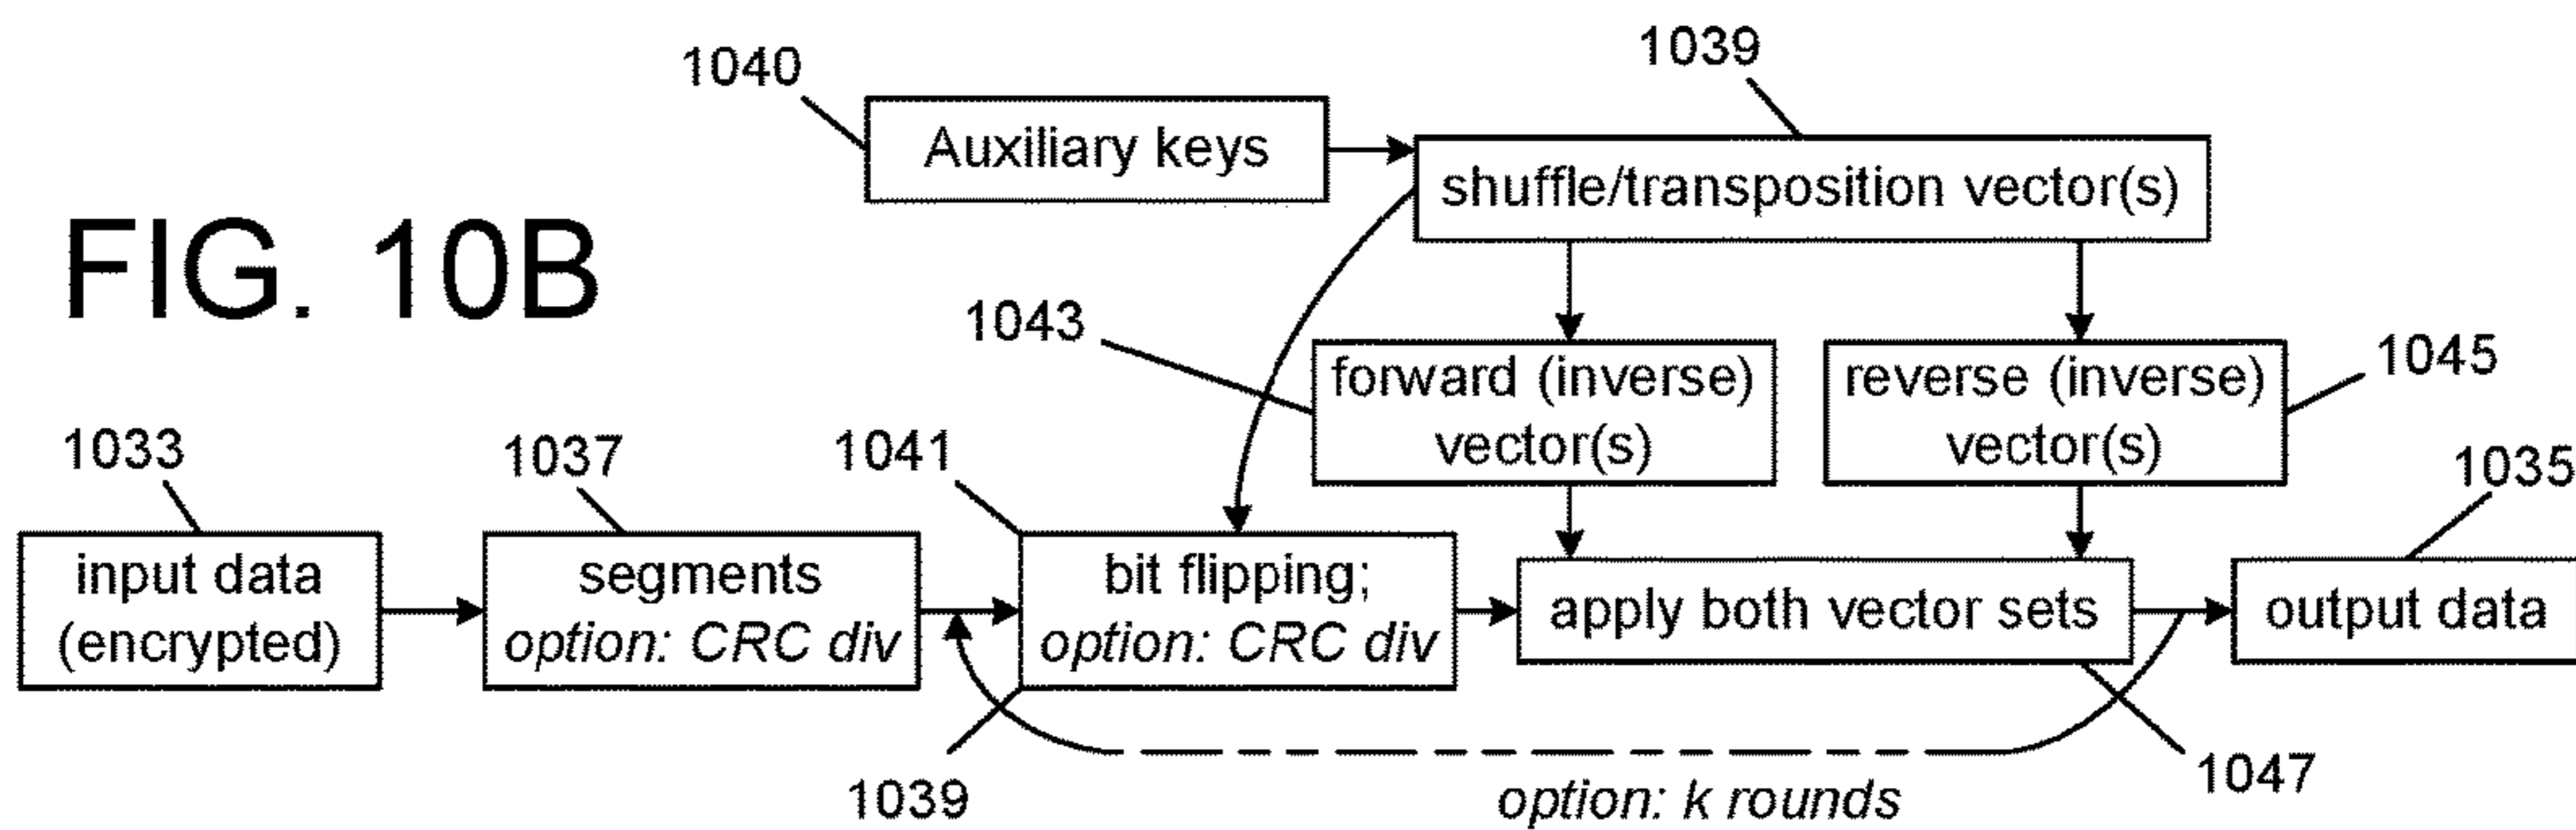 1039
1040
Auxiliary keys
shuffle/transposition vector(s)
FIG. 10B
1043
forward (inverse)
vector(s)
reverse (inverse)
vector(s)
1045
1033
1037
1041
1035
input data
(encrypted)
segments
option: CRC div
bit flipping;
option: CRC div
apply both vector sets
output data
1039
option: k rounds
1047